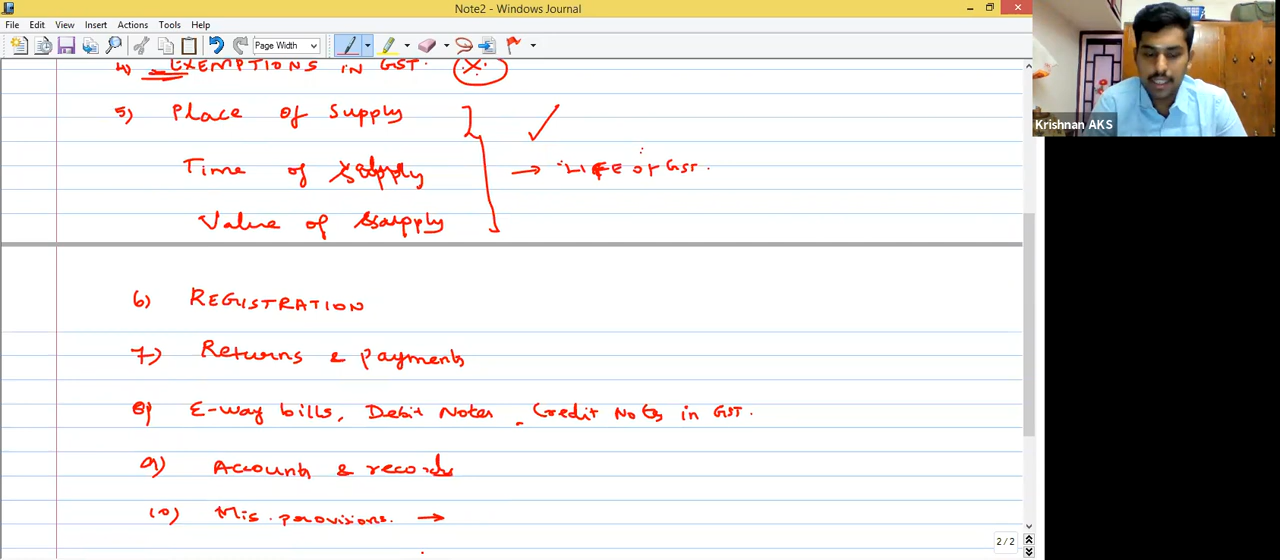 Note2 - Windows Journal
File Edit View Insert Actions Tools Help
Page Width
4) EXEMPTIONS IN GST. X
5) Place of Supply
Time of Supply → "LIFE OF GST.
Value of Supply
6) REGISTRATION
7) Returns & payments
8) E-way bills, Debit Notes, Credit Notes in GST.
9) Accounts & records
10) Mis. provisions. →
2 / 2
Krishnan AKS